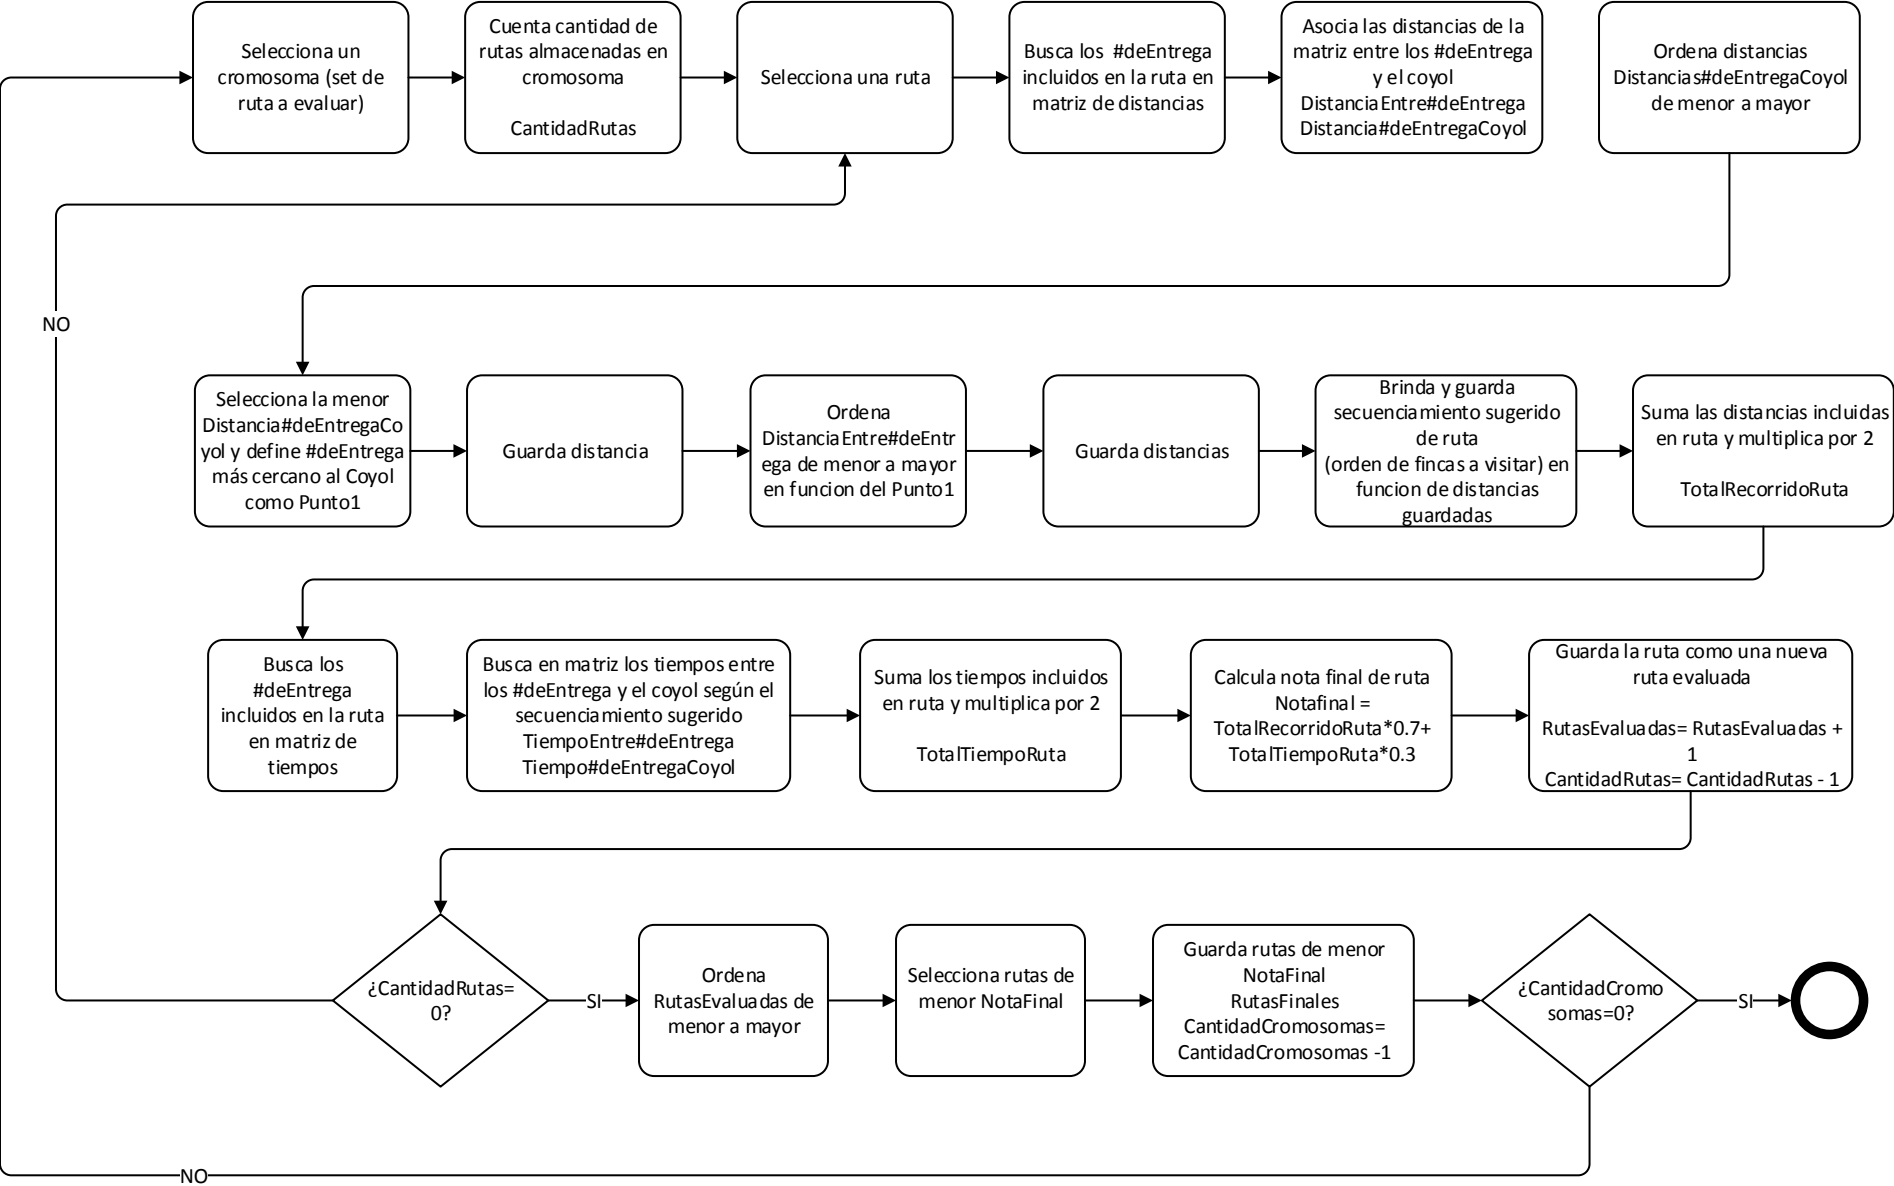 Selecciona un
cromosoma (set de
ruta a evaluar)
Cuenta cantidad de
rutas almacenadas en
cromosoma
CantidadRutas
Selecciona una ruta
Busca los #deEntrega
incluidos en la ruta en
matriz de distancias
Asocia las distancias de la
matriz entre los #deEntrega
y el coyol
DistanciaEntre#deEntrega
Distancia#deEntregaCoyol
Ordena distancias
Distancias#deEntregaCoyol
de menor a mayor
NO
Selecciona la menor
Distancia#deEntregaCo
yol y define #deEntrega
más cercano al Coyol
como Punto1
Guarda distancia
Ordena
DistanciaEntre#deEntr
ega de menor a mayor
en funcion del Punto1
Guarda distancias
Brinda y guarda
secuenciamiento sugerido
de ruta
(orden de fincas a visitar) en
funcion de distancias
guardadas
Suma las distancias incluidas
en ruta y multiplica por 2
TotalRecorridoRuta
Busca los
#deEntrega
incluidos en la ruta
en matriz de
tiempos
Busca en matriz los tiempos entre
los #deEntrega y el coyol según el
secuenciamiento sugerido
TiempoEntre#deEntrega
Tiempo#deEntregaCoyol
Suma los tiempos incluidos
en ruta y multiplica por 2
TotalTiempoRuta
Calcula nota final de ruta
Notafinal =
TotalRecorridoRuta*0.7+
TotalTiempoRuta*0.3
Guarda la ruta como una nueva
ruta evaluada
RutasEvaluadas= RutasEvaluadas +
1
CantidadRutas= CantidadRutas - 1
¿CantidadRutas=
0?
SI
Ordena
RutasEvaluadas de
menor a mayor
Selecciona rutas de
menor NotaFinal
Guarda rutas de menor
NotaFinal
RutasFinales
CantidadCromosomas=
CantidadCromosomas -1
¿CantidadCromo
somas=0?
SI
NO